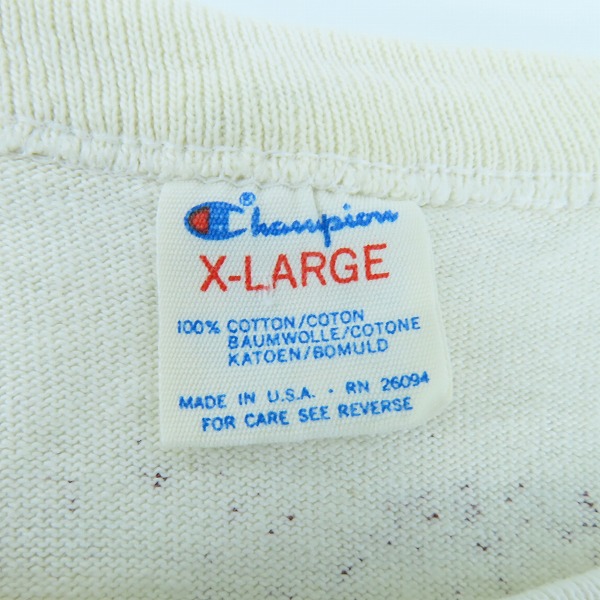 Champion®
X-LARGE
100% COTTON/COTON
BAUMWOLLE/COTONE
KATOEN/BOMULD
MADE IN U.S.A. · RN 26094
FOR CARE SEE REVERSE